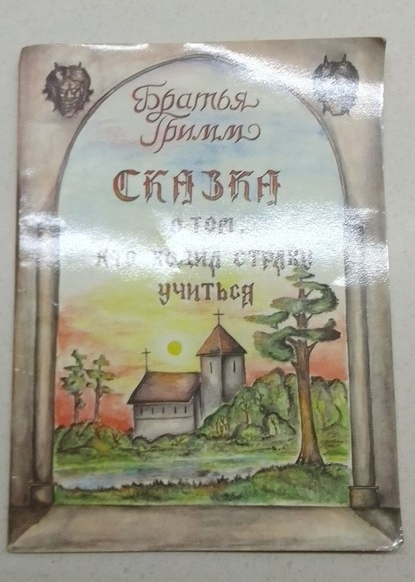 Братья
Гримм
СКАЗКА
о том,
кто ходил страху
учиться